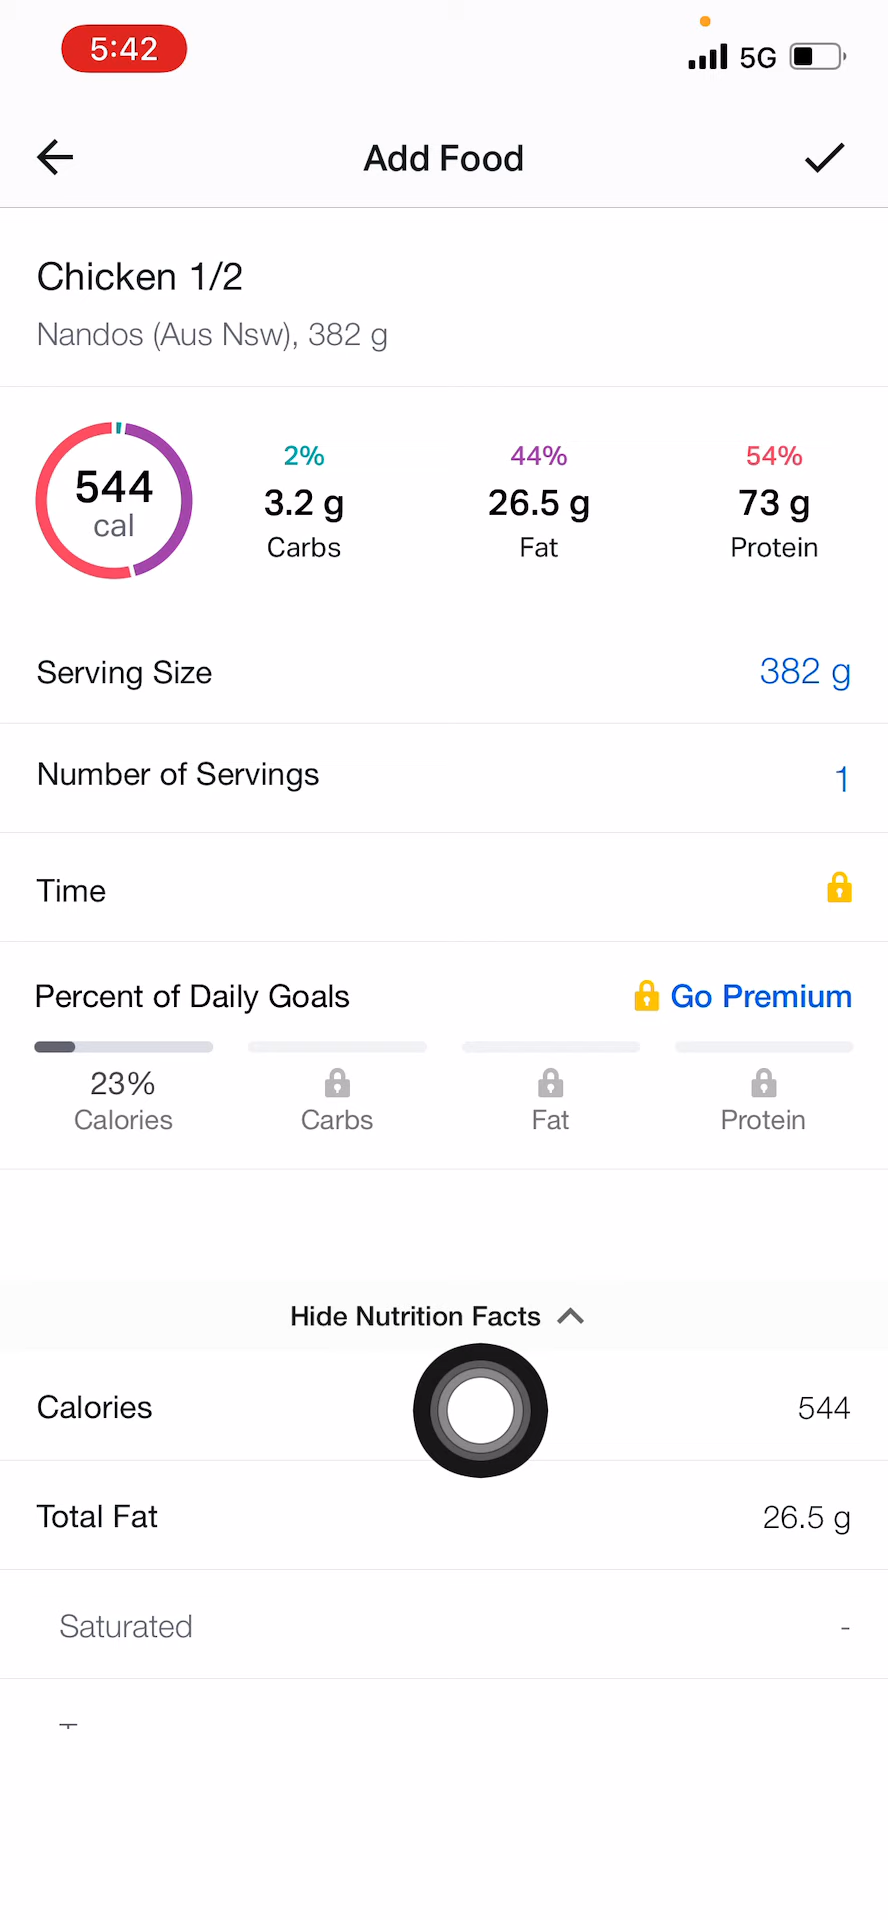 5:42
5G
Add Food
Chicken 1/2
Nandos (Aus Nsw), 382 g
544
cal
2%
3.2 g
Carbs
44%
26.5 g
Fat
54%
73 g
Protein
Serving Size
382 g
Number of Servings
1
Time
Percent of Daily Goals
Go Premium
23%
Calories
Carbs
Fat
Protein
Hide Nutrition Facts
Calories
544
Total Fat
26.5 g
Saturated
-